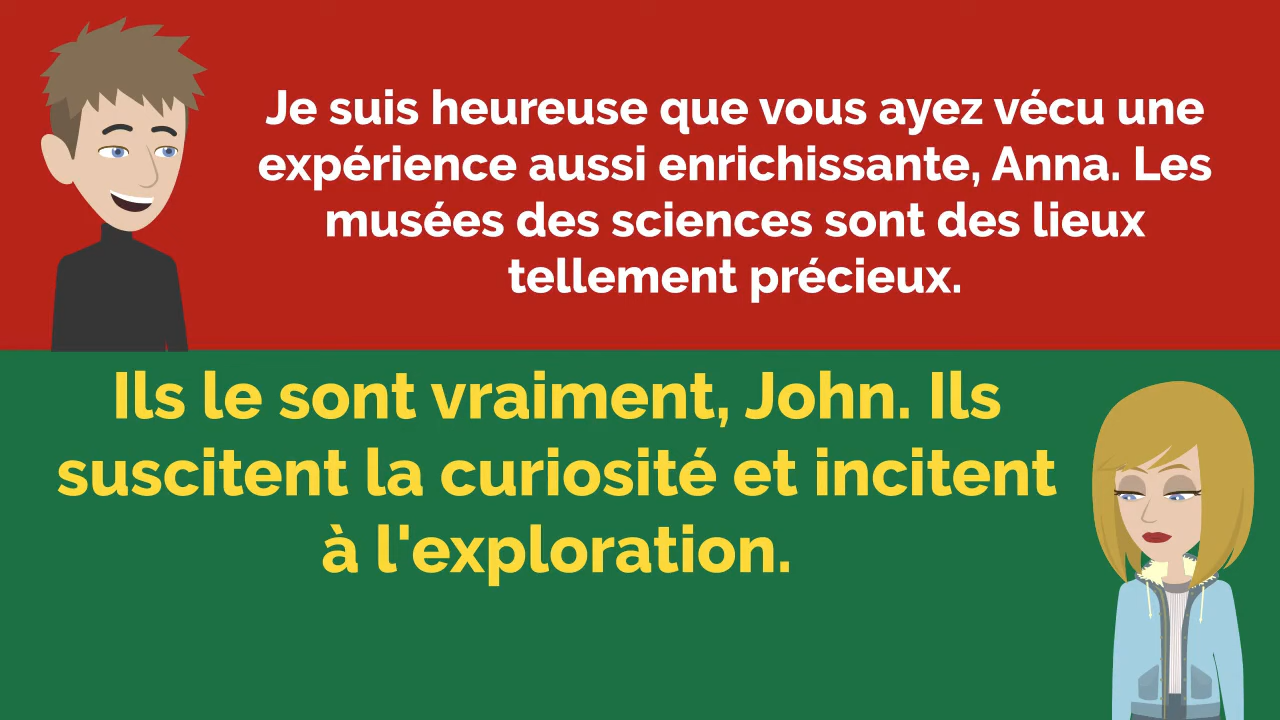 Je suis heureuse que vous ayez vécu une
expérience aussi enrichissante, Anna. Les
musées des sciences sont des lieux
tellement précieux.
Ils le sont vraiment, John. Ils
suscitent la curiosité et incitent
à l'exploration.